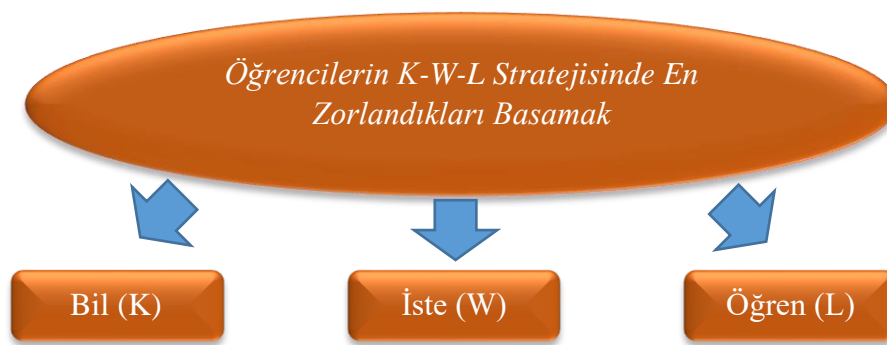 Öğrencilerin K-W-L Stratejisinde En
Zorlandıkları Basamak
Bil (K)
İste (W)
Öğren (L)